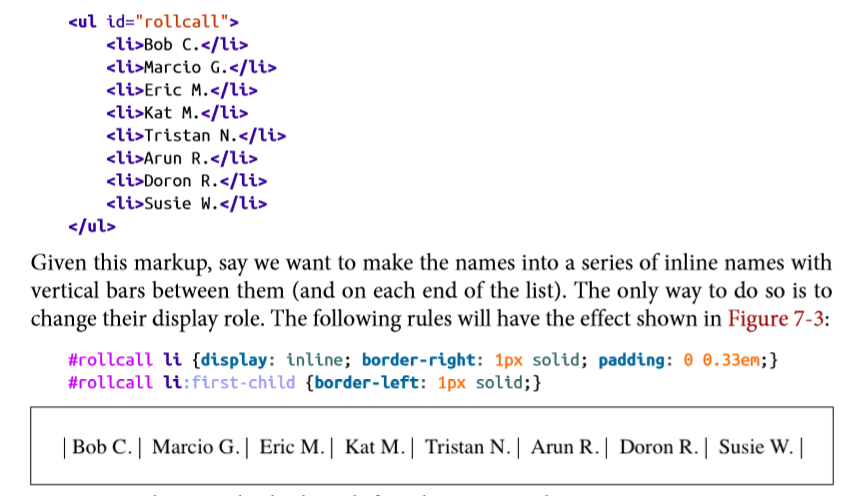 <ul id="rollcall">
    <li>Bob C.</li>
    <li>Marcio G.</li>
    <li>Eric M.</li>
    <li>Kat M.</li>
    <li>Tristan N.</li>
    <li>Arun R.</li>
    <li>Doron R.</li>
    <li>Susie W.</li>
</ul>
Given this markup, say we want to make the names into a series of inline names with
vertical bars between them (and on each end of the list). The only way to do so is to
change their display role. The following rules will have the effect shown in Figure 7-3:
#rollcall li {display: inline; border-right: 1px solid; padding: 0 0.33em;}
#rollcall li:first-child {border-left: 1px solid;}
| Bob C. | Marcio G. | Eric M. | Kat M. | Tristan N. | Arun R. | Doron R. | Susie W. |